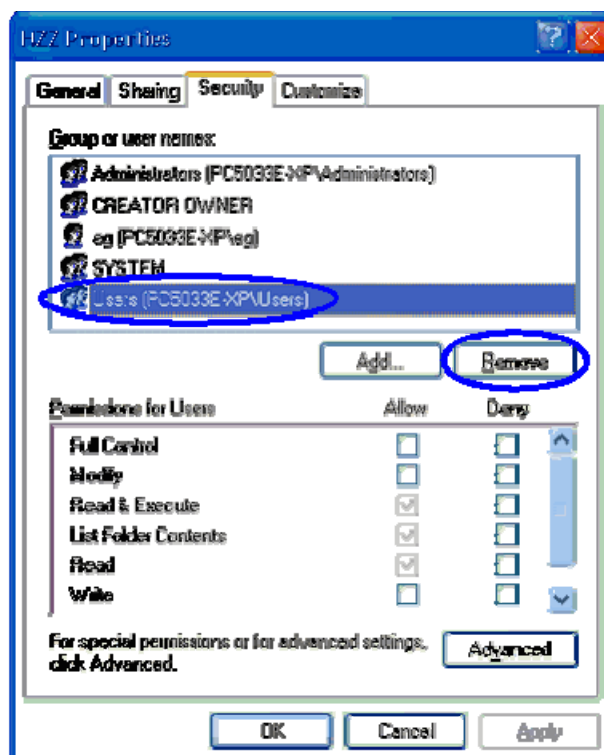 HZZ Properties
General Sharing Security Customize
Group or user names:
Administrators (PC5033E-XP\Administrators)
CREATOR OWNER
eg (PC5033E-XP\eg)
SYSTEM
Users (PC5033E-XP\Users)
Add... Remove
Permissions for Users Allow Deny
Full Control
Modify
Read & Execute
List Folder Contents
Read
Write
For special permissions or for advanced settings,
click Advanced.
Advanced
OK Cancel Apply